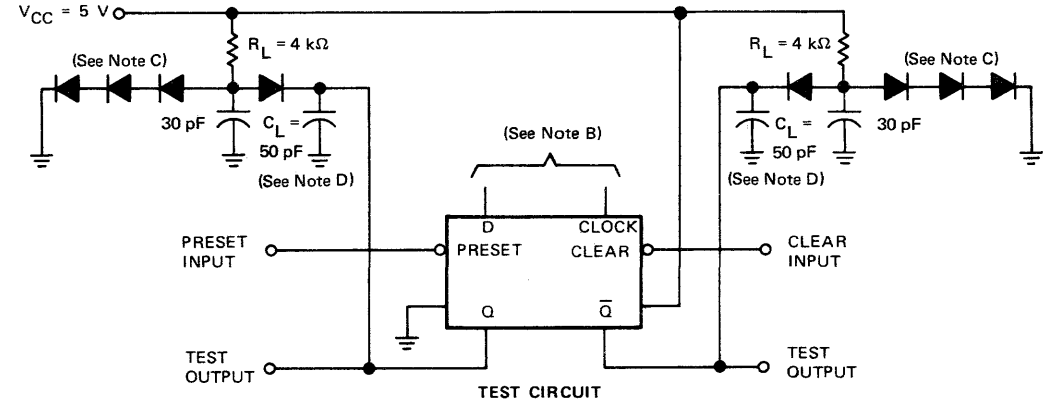 V_CC = 5 V
R_L = 4 kΩ
R_L = 4 kΩ
(See Note C)
(See Note C)
30 pF
C_L =
50 pF
(See Note D)
C_L =
50 pF
(See Note D)
30 pF
(See Note B)
D
CLOCK
PRESET
INPUT
PRESET
CLEAR
CLEAR
INPUT
Q
Q̅
TEST
OUTPUT
TEST
OUTPUT
TEST CIRCUIT